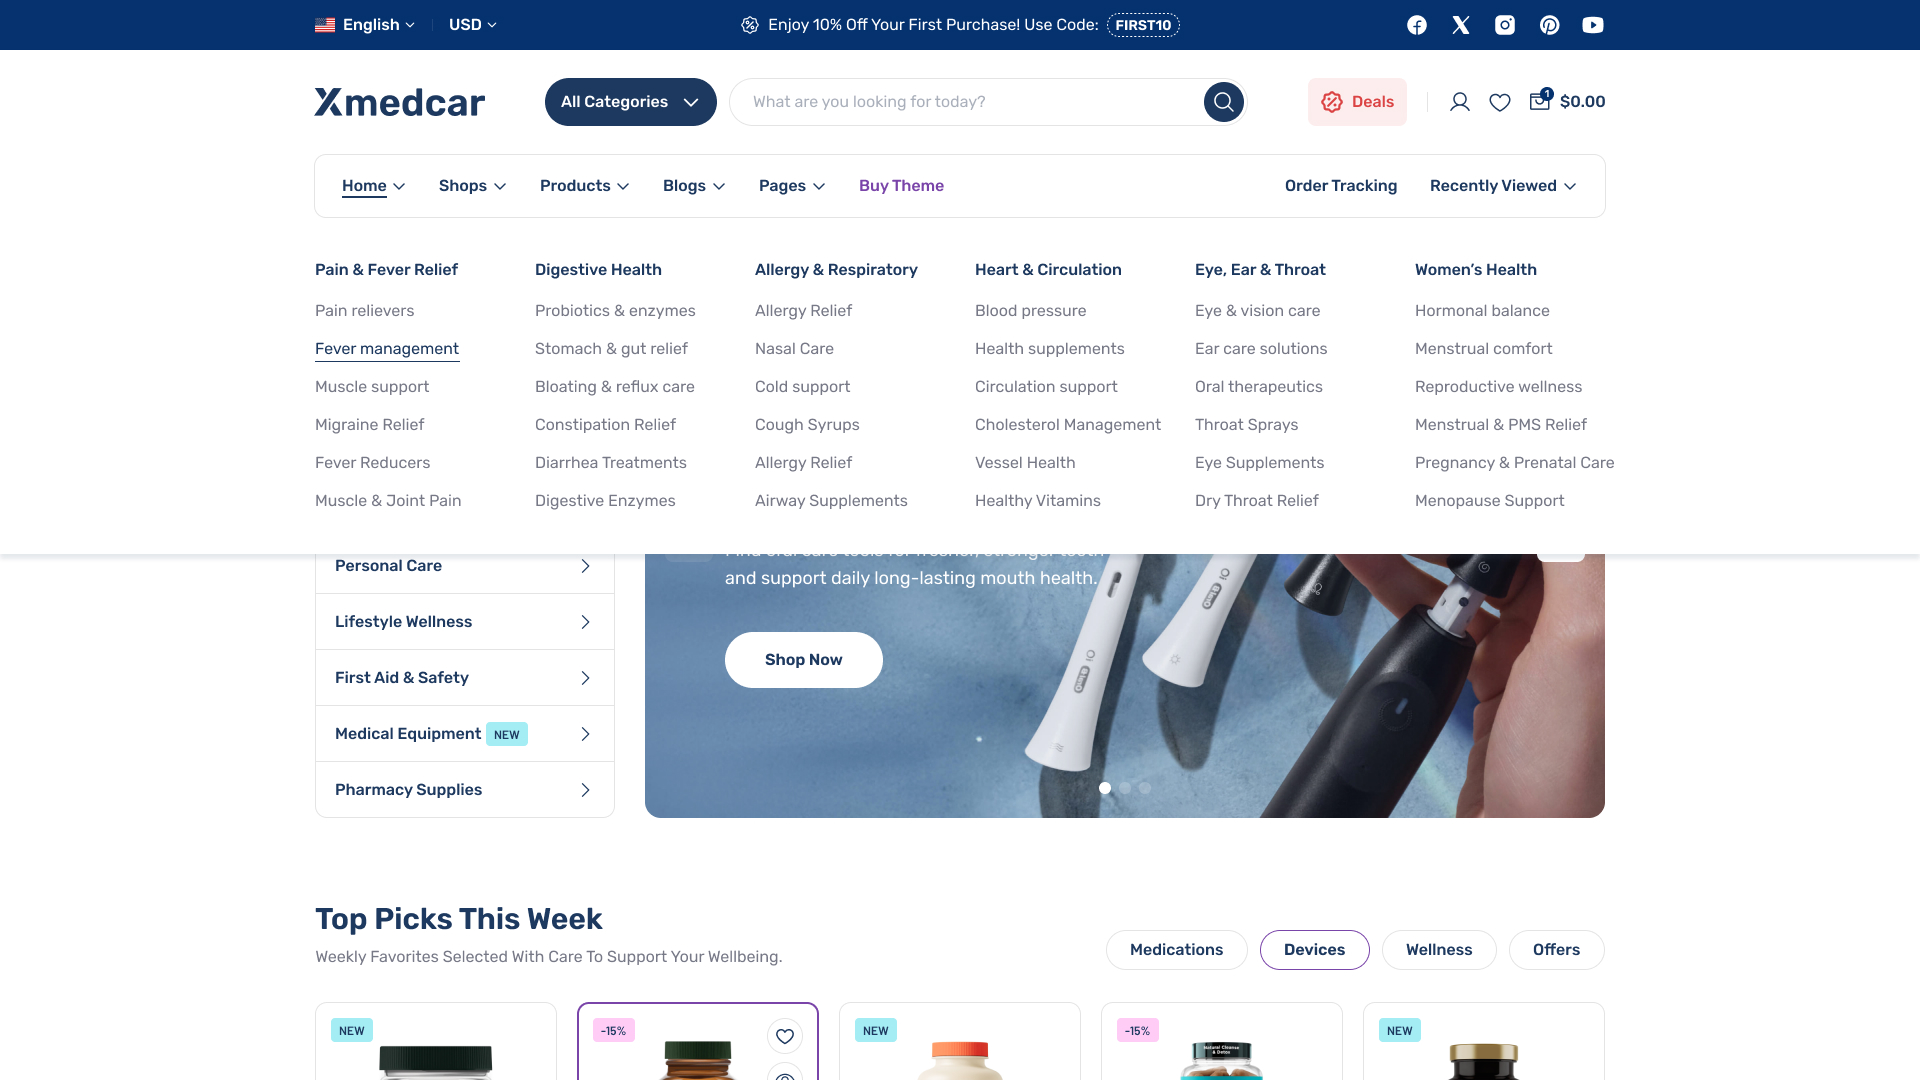 English
USD
Enjoy 10% Off Your First Purchase! Use Code: FIRST10
Xmedcar
All Categories
What are you looking for today?
Deals
1
$0.00
Home
Shops
Products
Blogs
Pages
Buy Theme
Order Tracking
Recently Viewed
Pain & Fever Relief
Pain relievers
Fever management
Muscle support
Migraine Relief
Fever Reducers
Muscle & Joint Pain
Digestive Health
Probiotics & enzymes
Stomach & gut relief
Bloating & reflux care
Constipation Relief
Diarrhea Treatments
Digestive Enzymes
Allergy & Respiratory
Allergy Relief
Nasal Care
Cold support
Cough Syrups
Allergy Relief
Airway Supplements
Heart & Circulation
Blood pressure
Health supplements
Circulation support
Cholesterol Management
Vessel Health
Healthy Vitamins
Eye, Ear & Throat
Eye & vision care
Ear care solutions
Oral therapeutics
Throat Sprays
Eye Supplements
Dry Throat Relief
Women’s Health
Hormonal balance
Menstrual comfort
Reproductive wellness
Menstrual & PMS Relief
Pregnancy & Prenatal Care
Menopause Support
Personal Care
Lifestyle Wellness
First Aid & Safety
Medical Equipment NEW
Pharmacy Supplies
and support daily long-lasting mouth health.
Shop Now
Top Picks This Week
Weekly Favorites Selected With Care To Support Your Wellbeing.
Medications
Devices
Wellness
Offers
NEW
-15%
NEW
-15%
Natural Cleanse
& Detox
NEW